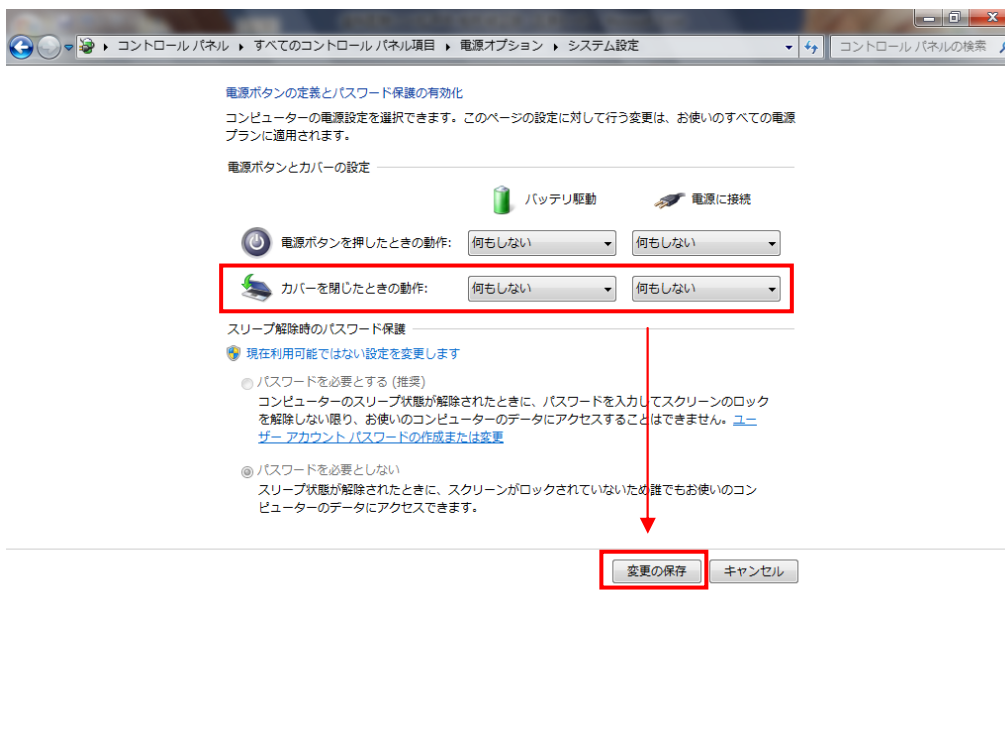 コントロール パネル ▸ すべてのコントロール パネル項目 ▸ 電源オプション ▸ システム設定
コントロール パネルの検索
電源ボタンの定義とパスワード保護の有効化
コンピューターの電源設定を選択できます。このページの設定に対して行う変更は、お使いのすべての電源
プランに適用されます。
電源ボタンとカバーの設定
バッテリ駆動 電源に接続
電源ボタンを押したときの動作: 何もしない 何もしない
カバーを閉じたときの動作: 何もしない 何もしない
スリープ解除時のパスワード保護
現在利用可能ではない設定を変更します
パスワードを必要とする (推奨)
コンピューターのスリープ状態が解除されたときに、パスワードを入力してスクリーンのロック
を解除しない限り、お使いのコンピューターのデータにアクセスすることはできません。ユー
ザー アカウント パスワードの作成または変更
パスワードを必要としない
スリープ状態が解除されたときに、スクリーンがロックされていないため誰でもお使いのコン
ピューターのデータにアクセスできます。
変更の保存 キャンセル